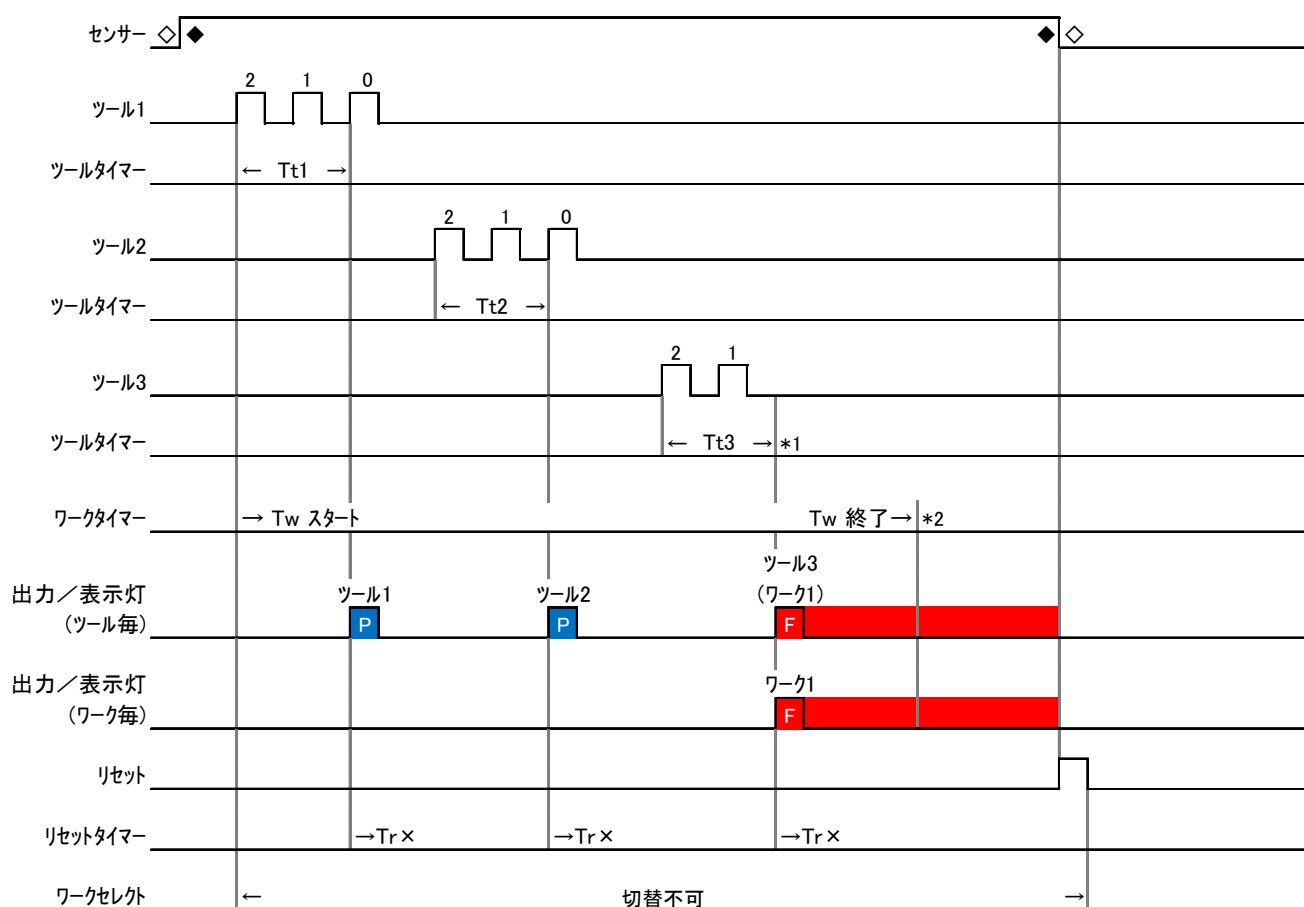 センサー ◇ ◆ ◆ ◇
2 1 0
ツール1
ツールタイマー ← Tt1 →
2 1 0
ツール2
ツールタイマー ← Tt2 →
2 1
ツール3
ツールタイマー ← Tt3 → *1
ワークタイマー → Tw スタート Tw 終了→ *2
ツール3
出力/表示灯 ツール1 ツール2 (ワーク1)
(ツール毎) P P F
出力/表示灯 ワーク1
(ワーク毎) F
リセット
リセットタイマー →Tr× →Tr× →Tr×
ワークセレクト ← 切替不可 →